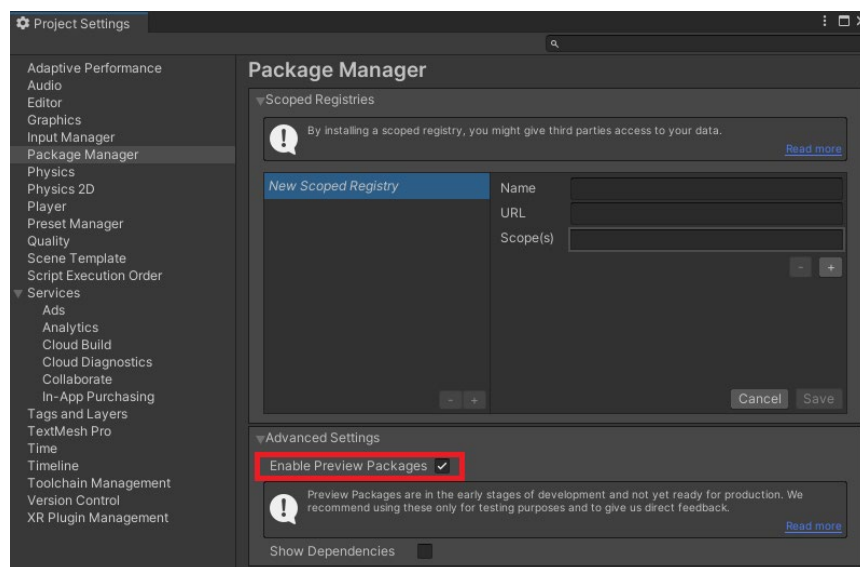 Project Settings
Adaptive Performance
Audio
Editor
Graphics
Input Manager
Package Manager
Physics
Physics 2D
Player
Preset Manager
Quality
Scene Template
Script Execution Order
Services
Ads
Analytics
Cloud Build
Cloud Diagnostics
Collaborate
In-App Purchasing
Tags and Layers
TextMesh Pro
Time
Timeline
Toolchain Management
Version Control
XR Plugin Management
Package Manager
Scoped Registries
By installing a scoped registry, you might give third parties access to your data.
Read more
New Scoped Registry
Name
URL
Scope(s)
Cancel Save
Advanced Settings
Enable Preview Packages
Preview Packages are in the early stages of development and not yet ready for production. We
recommend using these only for testing purposes and to give us direct feedback.
Read more
Show Dependencies